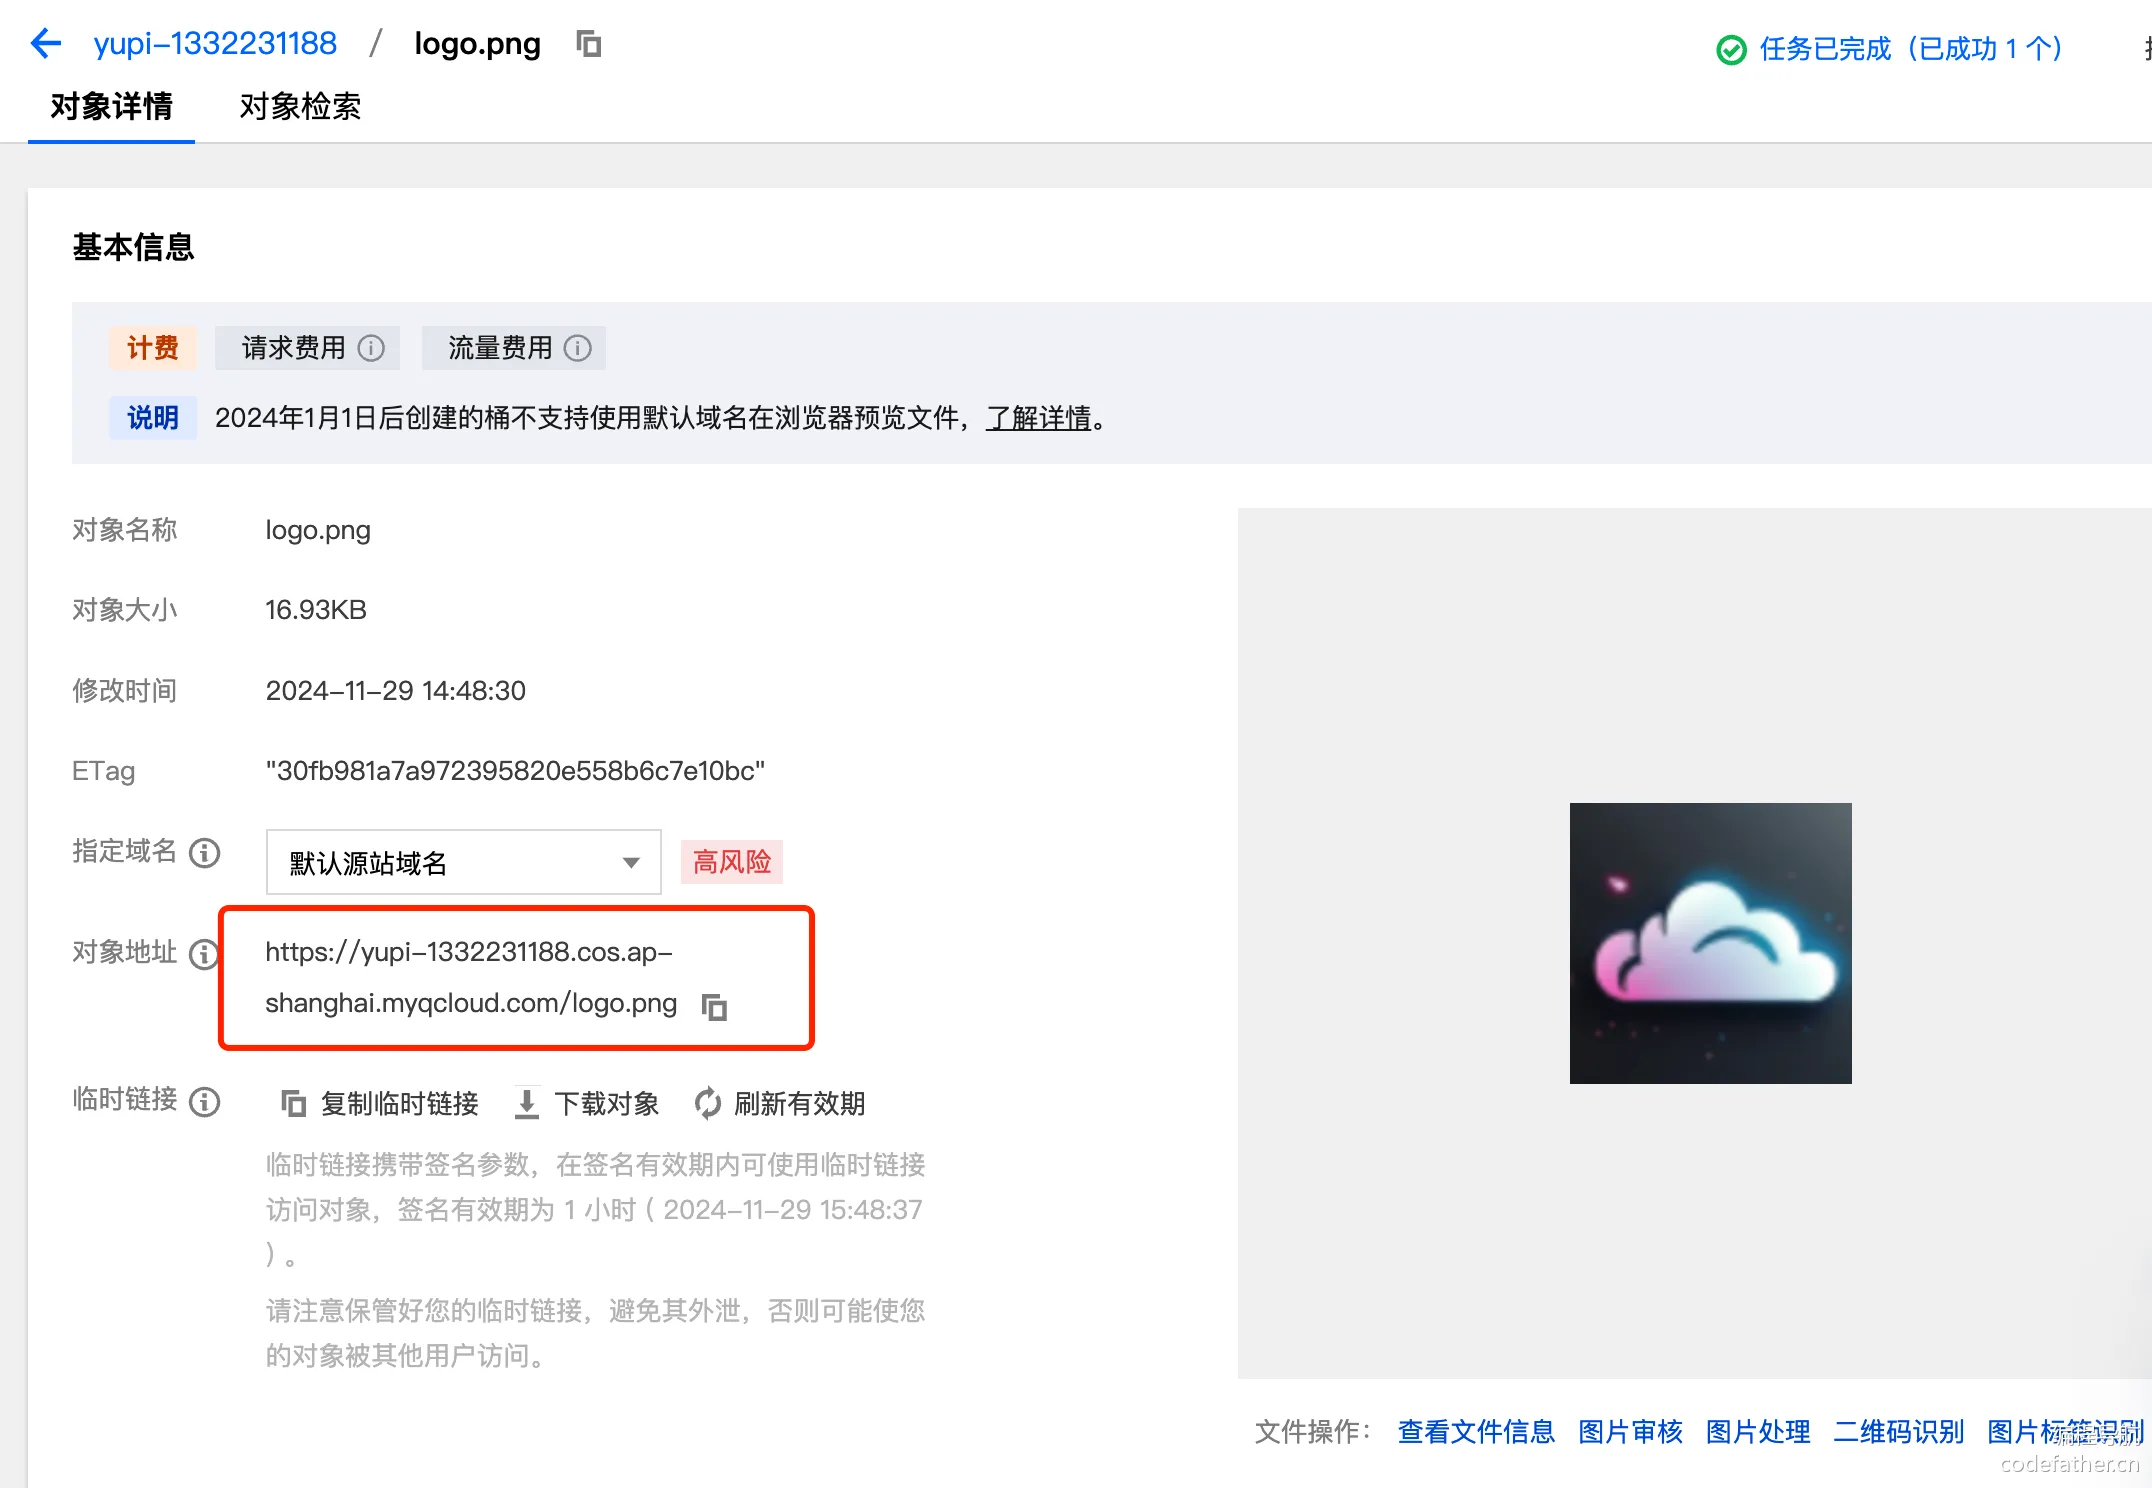 yupi-1332231188 / logo.png
任务已完成（已成功 1 个）
对象详情 对象检索
基本信息
计费 请求费用 流量费用
说明 2024年1月1日后创建的桶不支持使用默认域名在浏览器预览文件，了解详情。
对象名称 logo.png
对象大小 16.93KB
修改时间 2024-11-29 14:48:30
ETag "30fb981a7a972395820e558b6c7e10bc"
指定域名 默认源站域名 高风险
对象地址 https://yupi-1332231188.cos.ap-
shanghai.myqcloud.com/logo.png
临时链接 复制临时链接 下载对象 刷新有效期
临时链接携带签名参数，在签名有效期内可使用临时链接
访问对象，签名有效期为 1 小时（ 2024-11-29 15:48:37
）。
请注意保管好您的临时链接，避免其外泄，否则可能使您
的对象被其他用户访问。
文件操作： 查看文件信息 图片审核 图片处理 二维码识别 图片标签识别
编程导航
codefather.cn